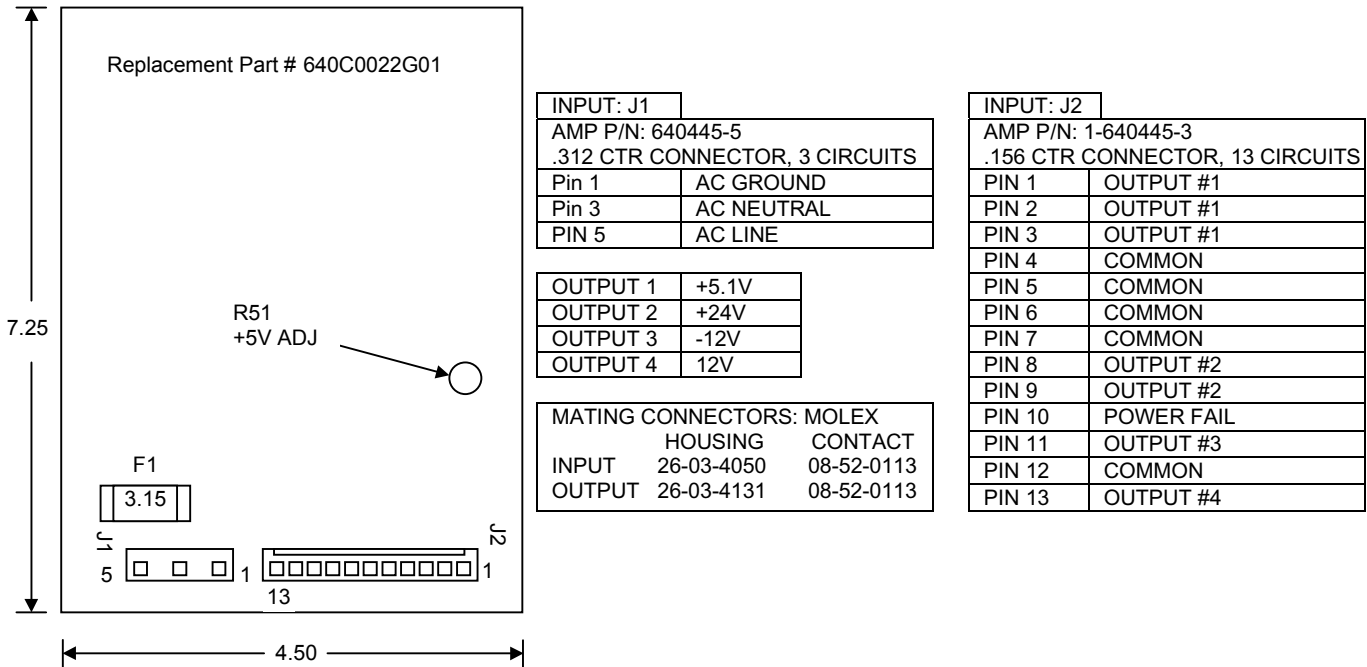 Replacement Part # 640C0022G01
7.25
R51
+5V ADJ
F1
3.15
J1
5
1
J2
1
13
4.50
INPUT: J1
AMP P/N: 640445-5
.312 CTR CONNECTOR, 3 CIRCUITS
Pin 1 AC GROUND
Pin 3 AC NEUTRAL
PIN 5 AC LINE
OUTPUT 1 +5.1V
OUTPUT 2 +24V
OUTPUT 3 -12V
OUTPUT 4 12V
MATING CONNECTORS: MOLEX
HOUSING CONTACT
INPUT 26-03-4050 08-52-0113
OUTPUT 26-03-4131 08-52-0113
INPUT: J2
AMP P/N: 1-640445-3
.156 CTR CONNECTOR, 13 CIRCUITS
PIN 1 OUTPUT #1
PIN 2 OUTPUT #1
PIN 3 OUTPUT #1
PIN 4 COMMON
PIN 5 COMMON
PIN 6 COMMON
PIN 7 COMMON
PIN 8 OUTPUT #2
PIN 9 OUTPUT #2
PIN 10 POWER FAIL
PIN 11 OUTPUT #3
PIN 12 COMMON
PIN 13 OUTPUT #4